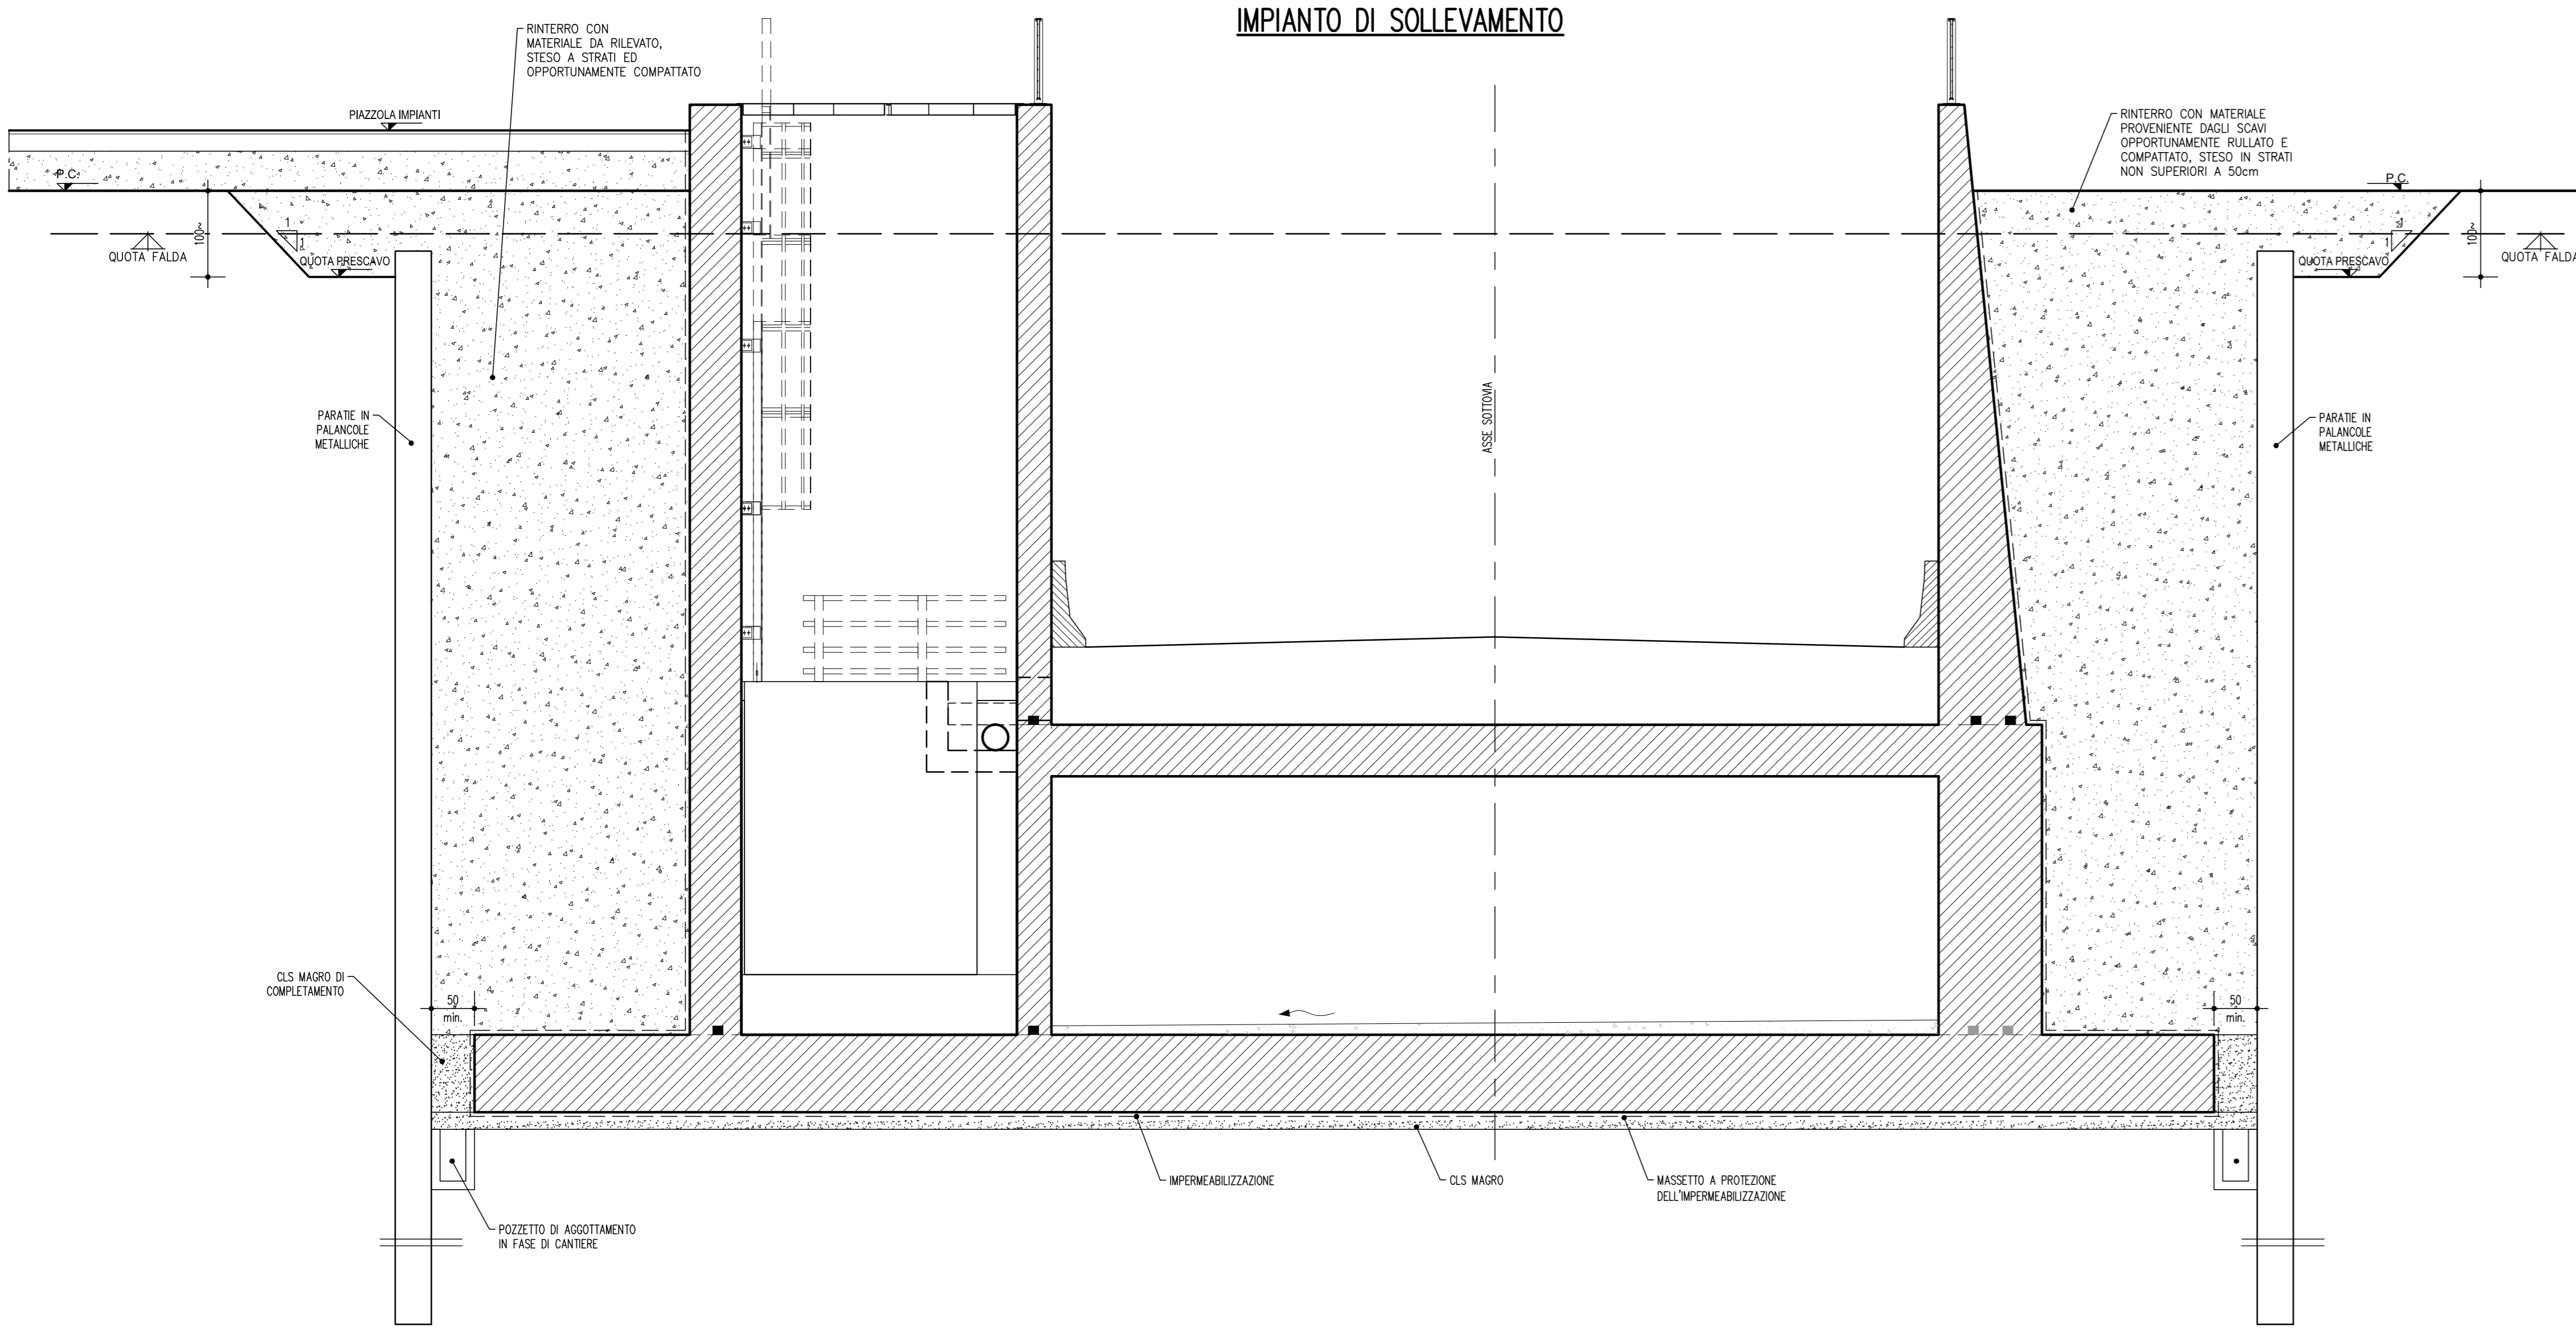 IMPIANTO DI SOLLEVAMENTO
RINTERRO CON
MATERIALE DA RILEVATO,
STESO A STRATI ED
OPPORTUNAMENTE COMPATTATO
PIAZZOLA IMPIANTI
RINTERRO CON MATERIALE
PROVENIENTE DAGLI SCAVI
OPPORTUNAMENTE RULLATO E
COMPATTATO, STESO IN STRATI
NON SUPERIORI A 50cm
P.C.
P.C.
100~
1
1
QUOTA FALDA
QUOTA PRESCAVO
1
1
100~
QUOTA PRESCAVO
QUOTA FALDA
PARATIE IN
PALANCOLE
METALLICHE
ASSE SOTTOVIA
PARATIE IN
PALANCOLE
METALLICHE
CLS MAGRO DI
COMPLETAMENTO
50
min.
50
min.
IMPERMEABILIZZAZIONE
CLS MAGRO
MASSETTO A PROTEZIONE
DELL'IMPERMEABILIZZAZIONE
POZZETTO DI AGGOTTAMENTO
IN FASE DI CANTIERE